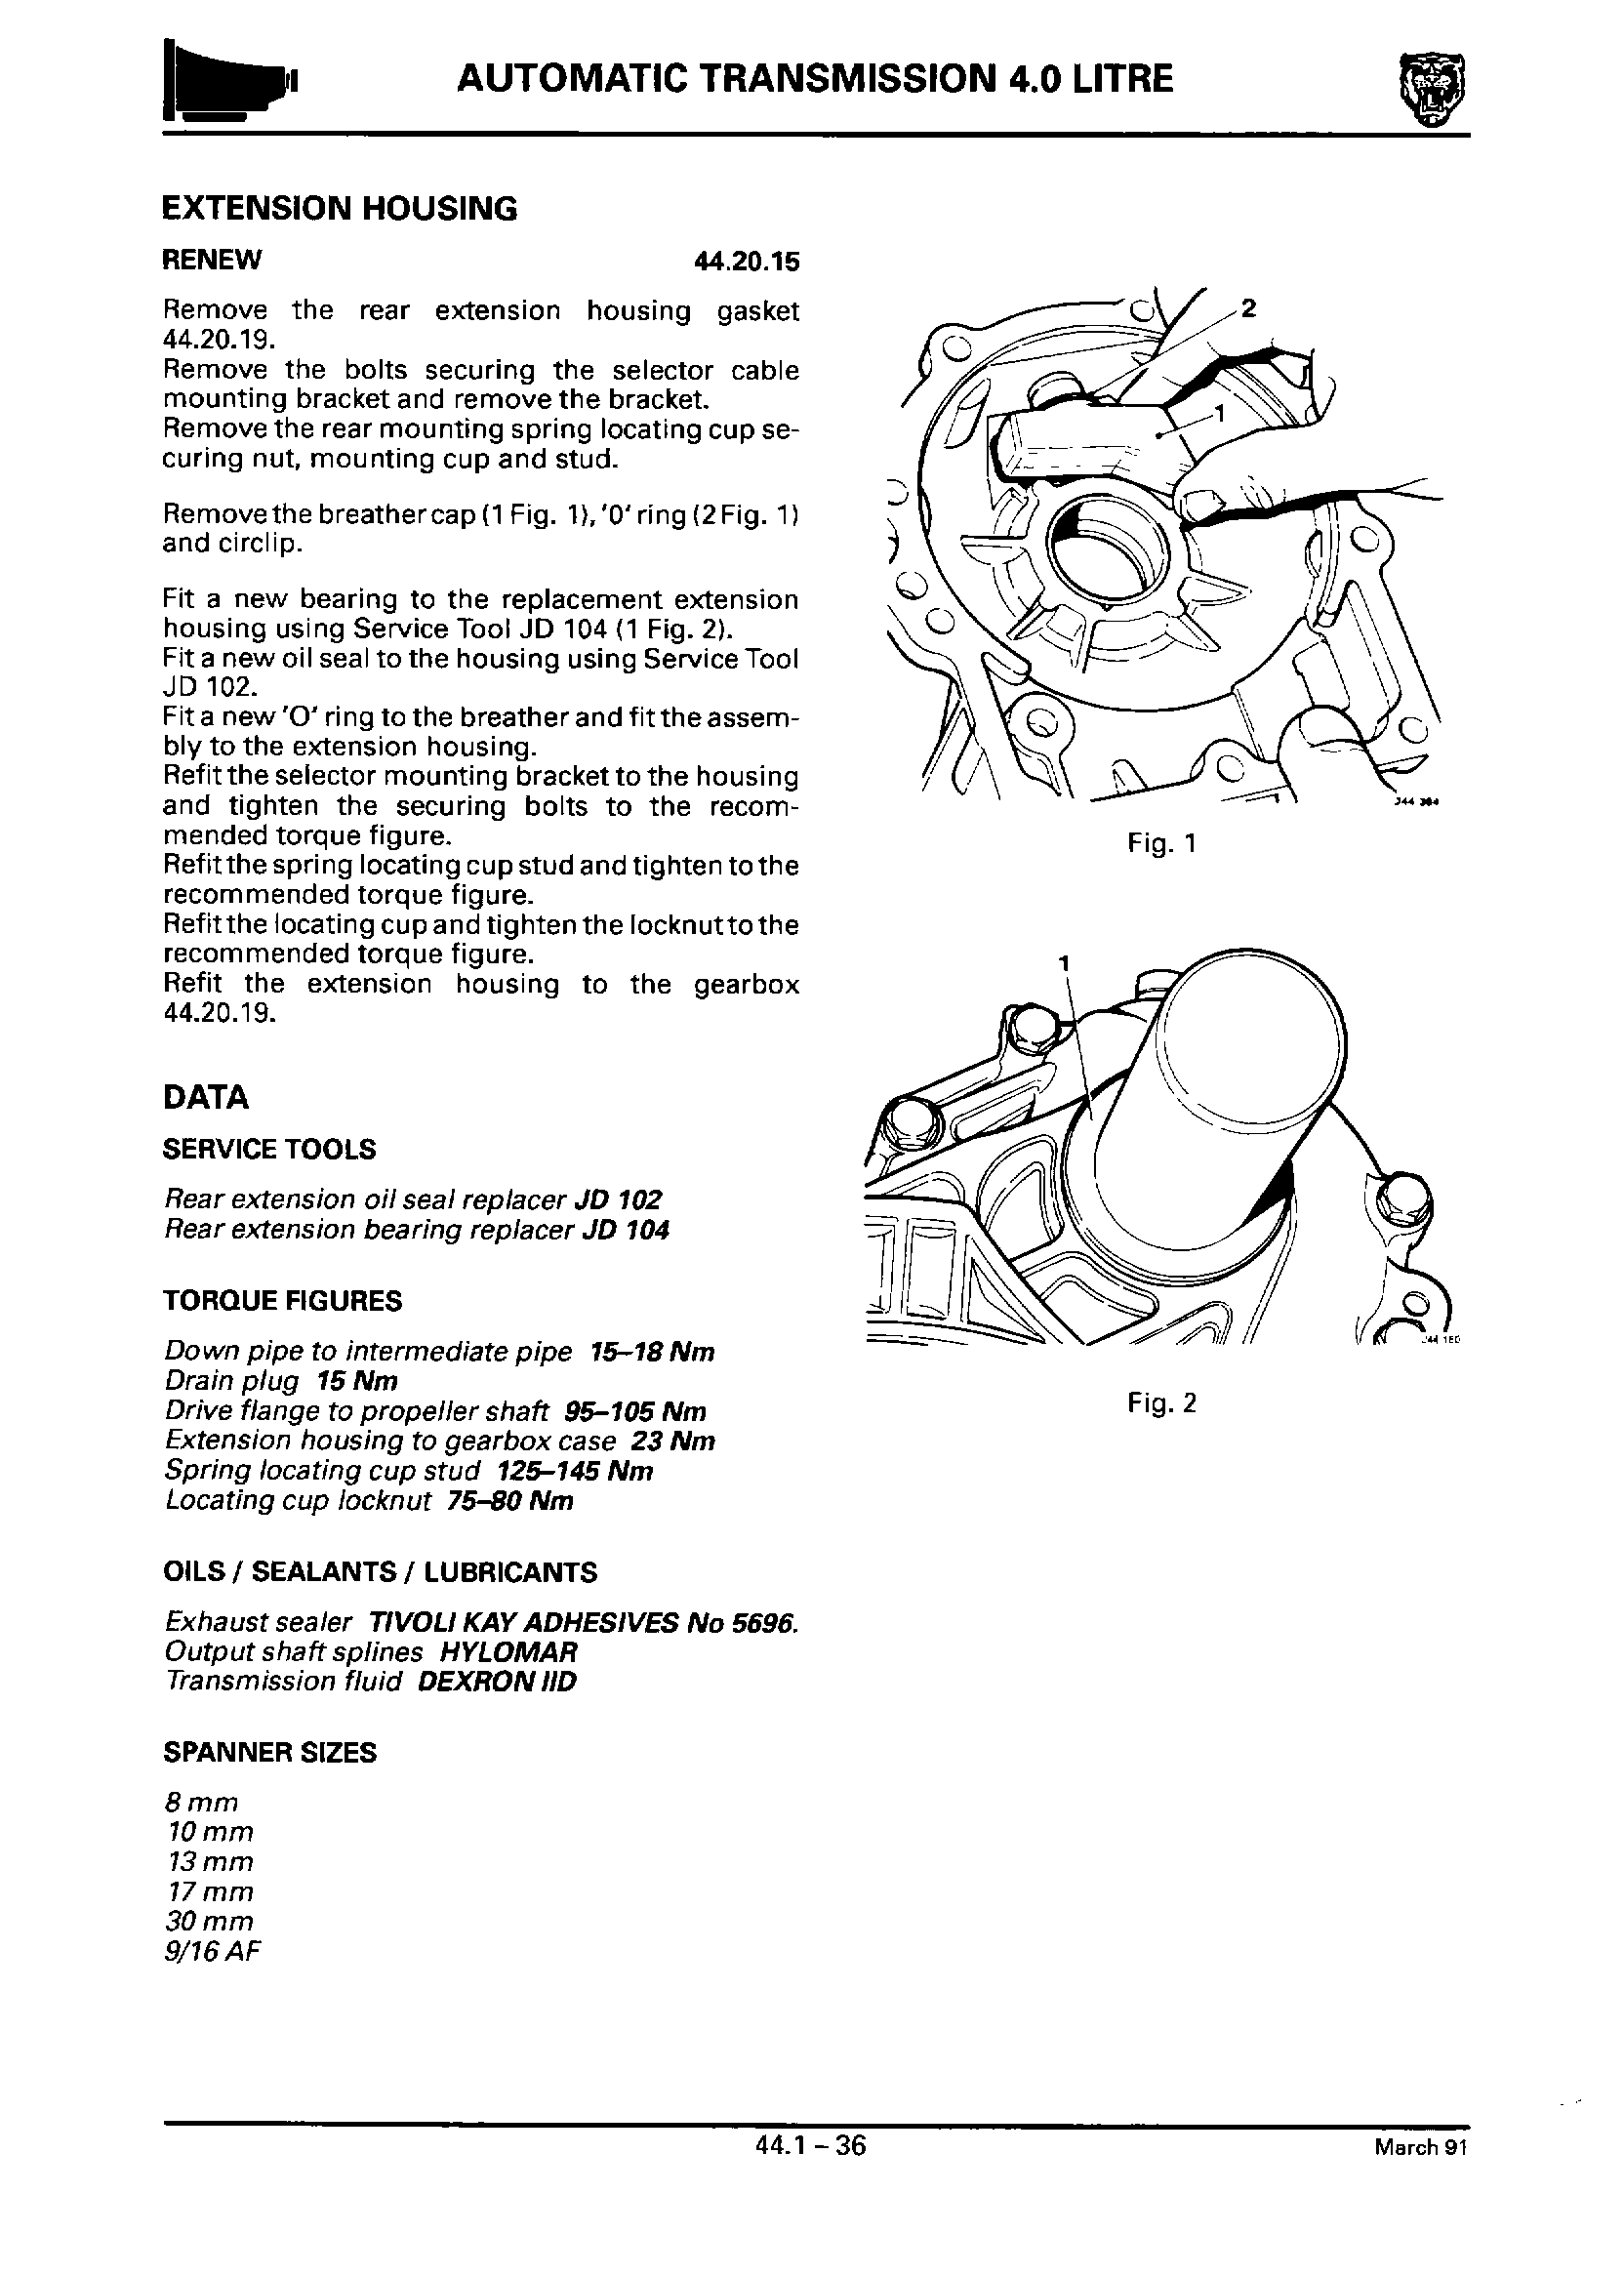 AUTOMATIC TRANSMISSION 4.0 LITRE
EXTENSION HOUSING
RENEW 44.20.15
Remove the rear extension housing gasket
44.20.19.
Remove the bolts securing the selector cable
mounting bracket and remove the bracket.
Remove the rear mounting spring locating cup se-
curing nut, mounting cup and stud.
Remove the breather cap (1 Fig. 1), '0' ring (2 Fig. 1)
and circlip.
Fit a new bearing to the replacement extension
housing using Service Tool JD 104 (1 Fig. 2).
Fit a new oil seal to the housing using Service Tool
JD 102.
Fit a new 'O' ring to the breather and fit the assem-
bly to the extension housing.
Refit the selector mounting bracket to the housing
and tighten the securing bolts to the recom-
mended torque figure.
Refit the spring locating cup stud and tighten to the
recommended torque figure.
Refit the locating cup and tighten the locknut to the
recommended torque figure.
Refit the extension housing to the gearbox
44.20.19.
DATA
SERVICE TOOLS
Rear extension oil seal replacer JD 102
Rear extension bearing replacer JD 104
TORQUE FIGURES
Down pipe to intermediate pipe 15–18 Nm
Drain plug 15 Nm
Drive flange to propeller shaft 95–105 Nm
Extension housing to gearbox case 23 Nm
Spring locating cup stud 125–145 Nm
Locating cup locknut 75–80 Nm
OILS / SEALANTS / LUBRICANTS
Exhaust sealer TIVOLI KAY ADHESIVES No 5696.
Output shaft splines HYLOMAR
Transmission fluid DEXRON IID
SPANNER SIZES
8 mm
10 mm
13 mm
17 mm
30 mm
9/16 AF
2
1
Fig. 1
1
Fig. 2
44.1 – 36
March 91